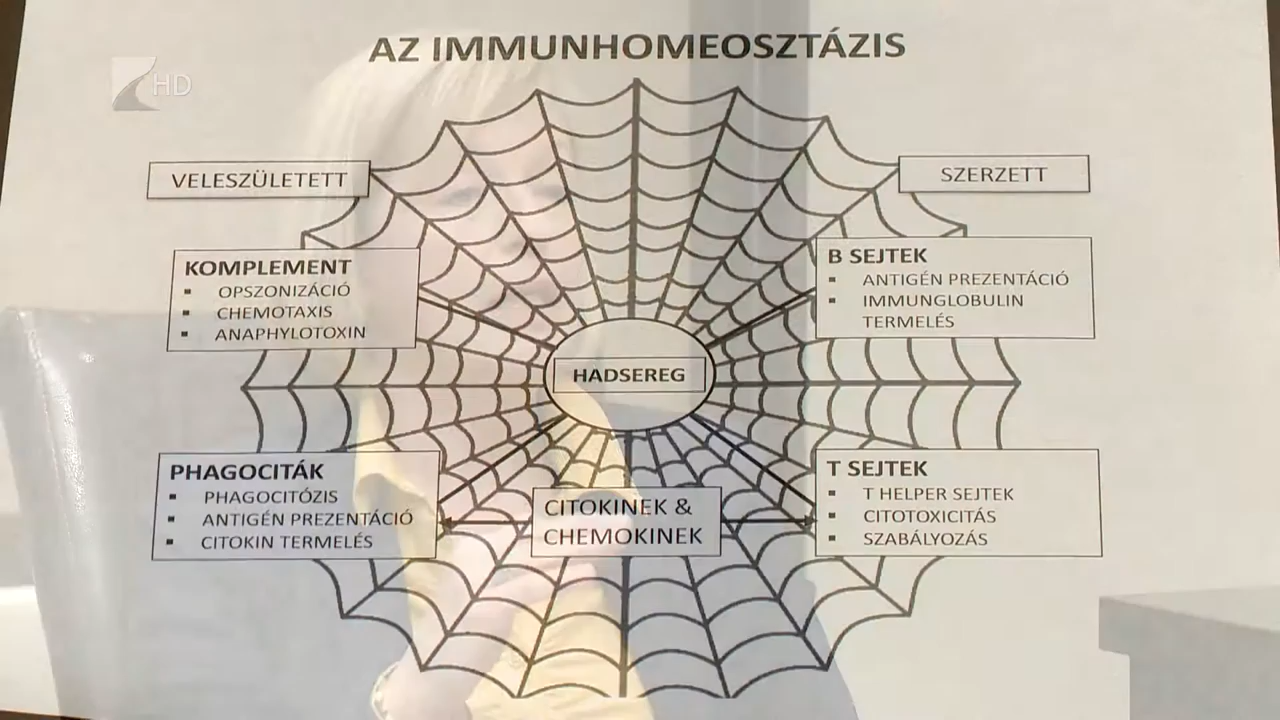 AZ IMMUNHOMEOSZTÁZIS
HD
VELESZÜLETETT
SZERZETT
KOMPLEMENT
▪ OPSZONIZÁCIÓ
▪ CHEMOTAXIS
▪ ANAPHYLOTOXIN
B SEJTEK
▪ ANTIGÉN PREZENTÁCIÓ
▪ IMMUNGLOBULIN
TERMELÉS
HADSEREG
PHAGOCITÁK
▪ PHAGOCITÓZIS
▪ ANTIGÉN PREZENTÁCIÓ
▪ CITOKIN TERMELÉS
CITOKINEK &
CHEMOKINEK
T SEJTEK
▪ T HELPER SEJTEK
▪ CITOTOXICITÁS
▪ SZABÁLYOZÁS